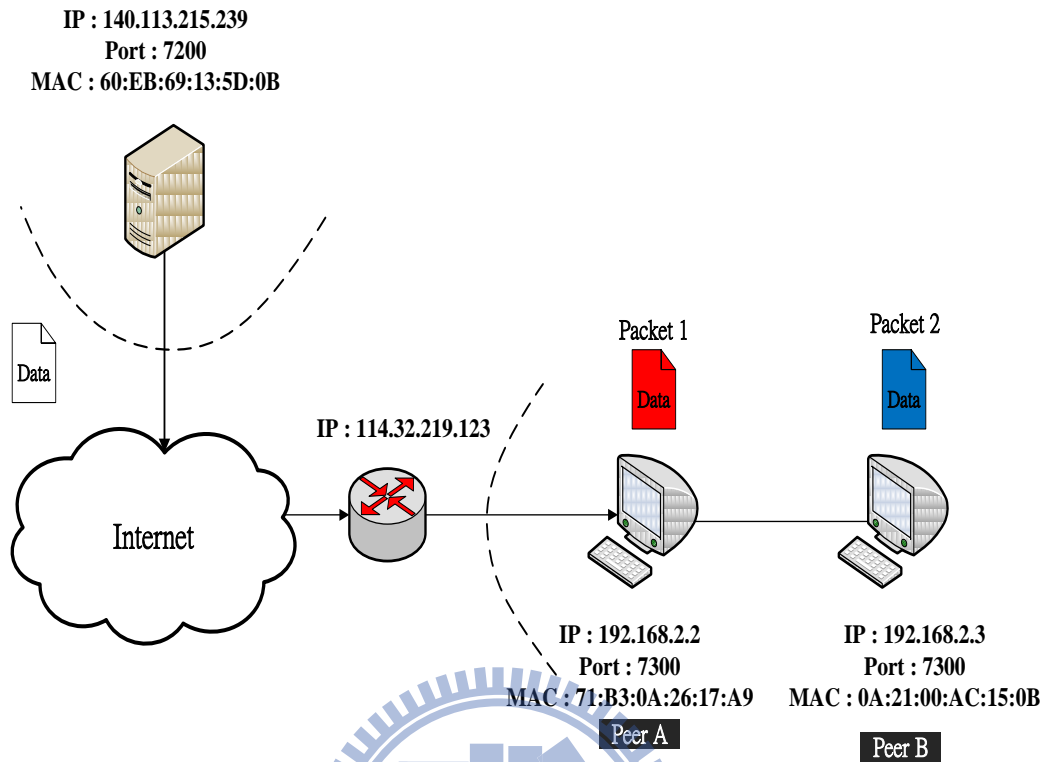 IP : 140.113.215.239
Port : 7200
MAC : 60:EB:69:13:5D:0B
Data
Internet
IP : 114.32.219.123
Packet 1
Data
Packet 2
Data
IP : 192.168.2.2
Port : 7300
MAC : 71:B3:0A:26:17:A9
Peer A
IP : 192.168.2.3
Port : 7300
MAC : 0A:21:00:AC:15:0B
Peer B